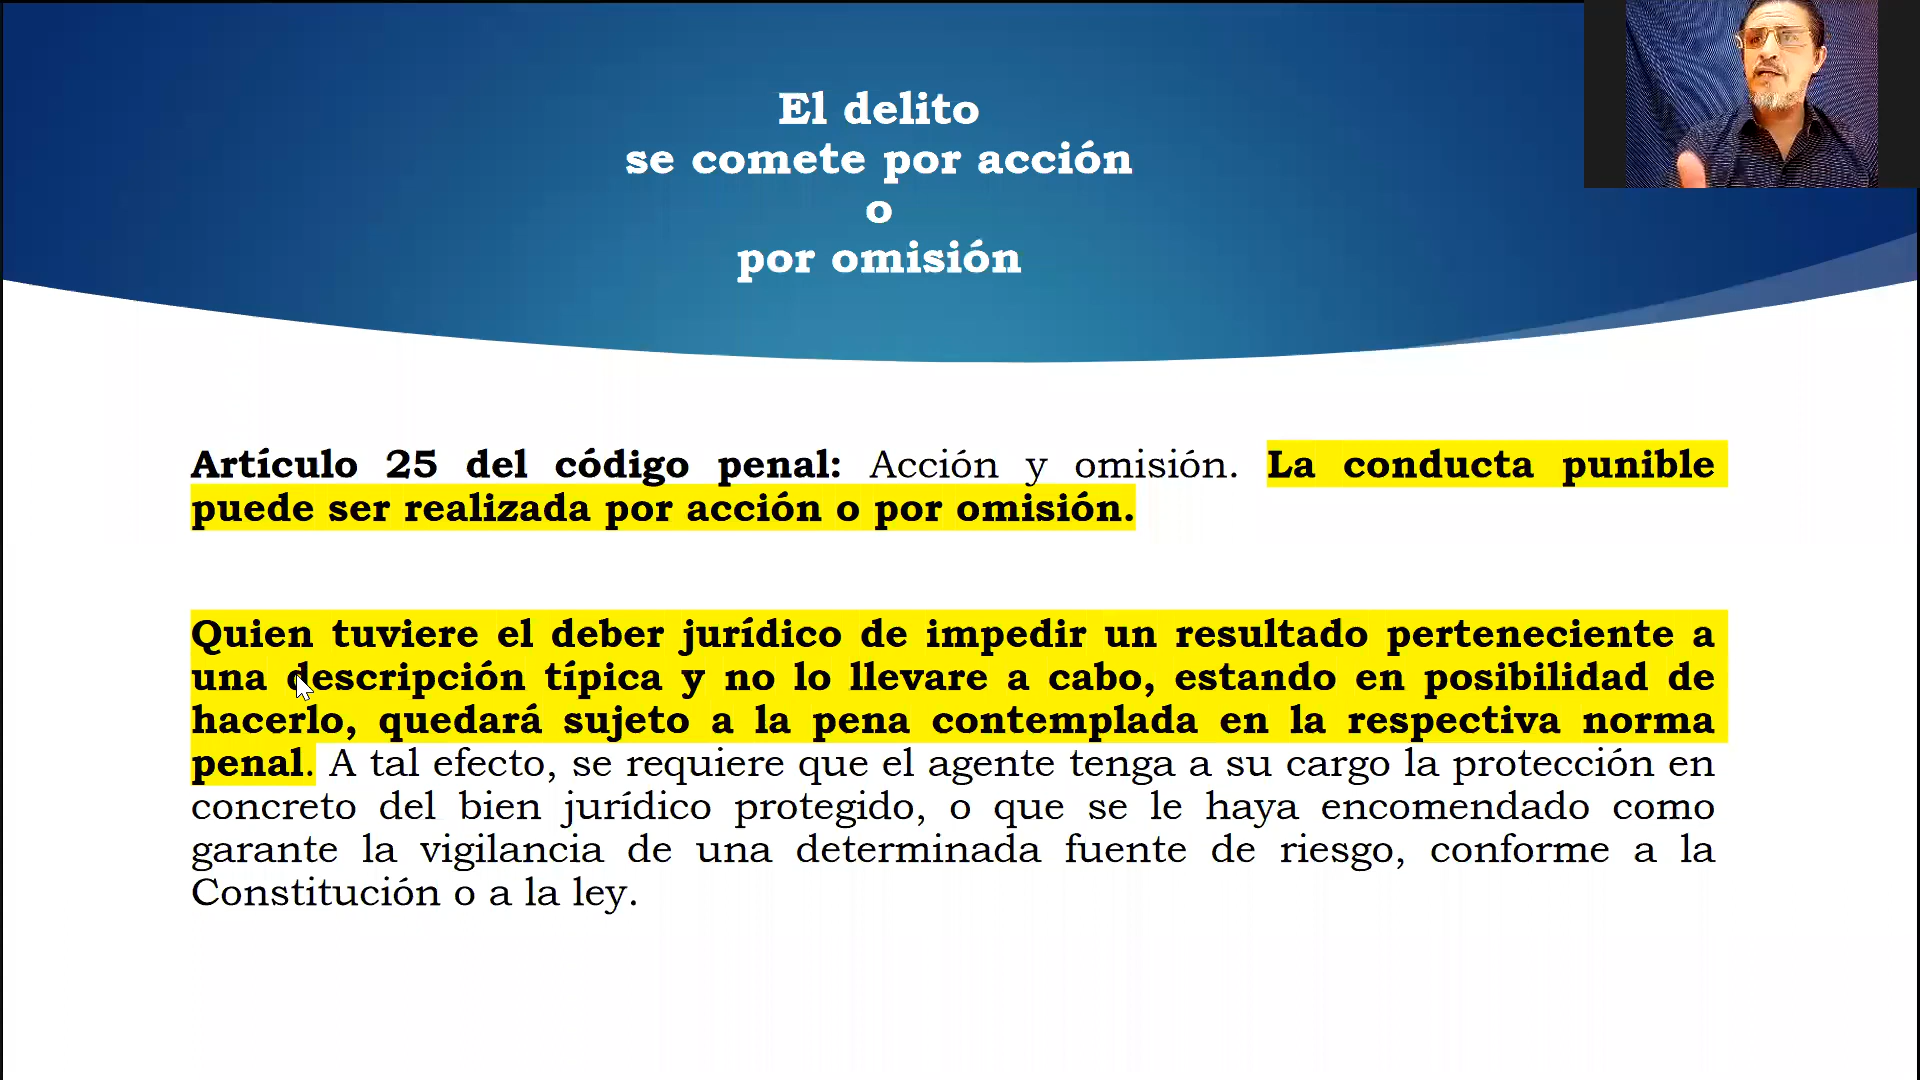 El delito
se comete por acción
o
por omisión
Artículo 25 del código penal: Acción y omisión. La conducta punible
puede ser realizada por acción o por omisión.
Quien tuviere el deber jurídico de impedir un resultado perteneciente a
una descripción típica y no lo llevare a cabo, estando en posibilidad de
hacerlo, quedará sujeto a la pena contemplada en la respectiva norma
penal. A tal efecto, se requiere que el agente tenga a su cargo la protección en
concreto del bien jurídico protegido, o que se le haya encomendado como
garante la vigilancia de una determinada fuente de riesgo, conforme a la
Constitución o a la ley.